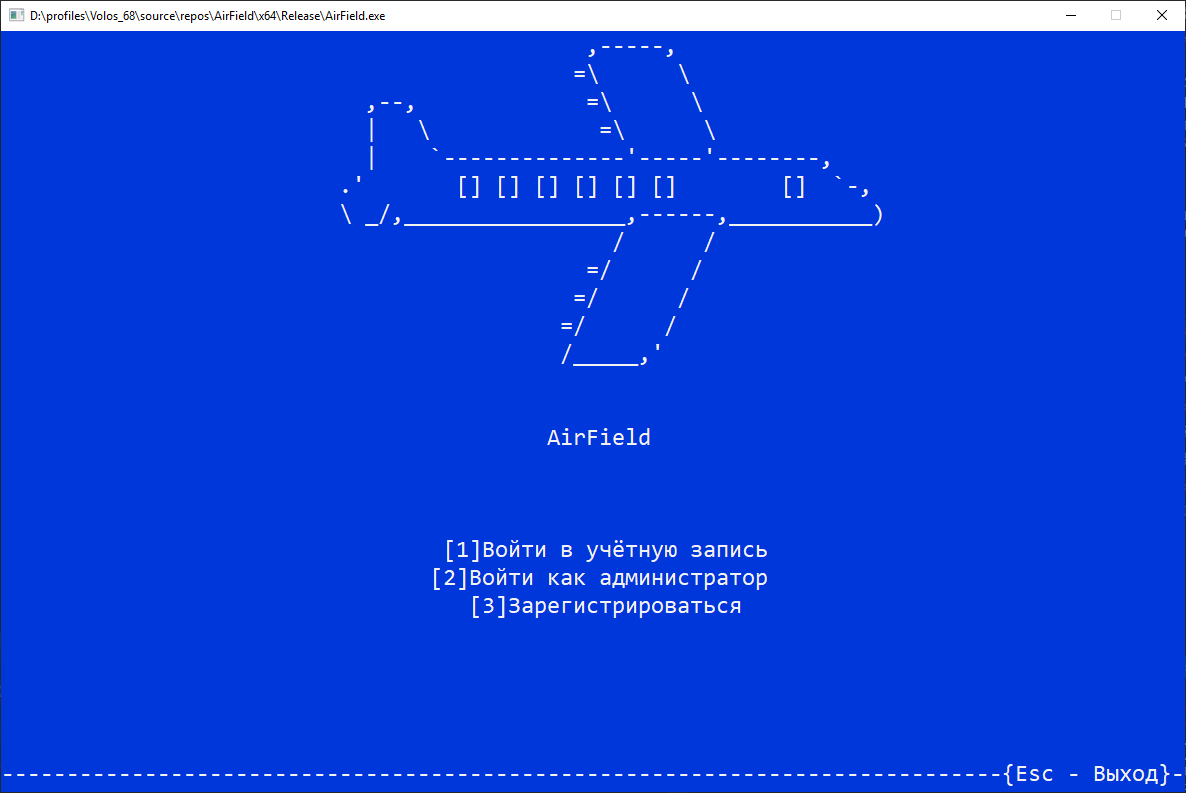 D:\profiles\Volos_68\source\repos\AirField\x64\Release\AirField.exe
AirField
[1]Войти в учётную запись
[2]Войти как администратор
[3]Зарегистрироваться
{Esc - Выход}